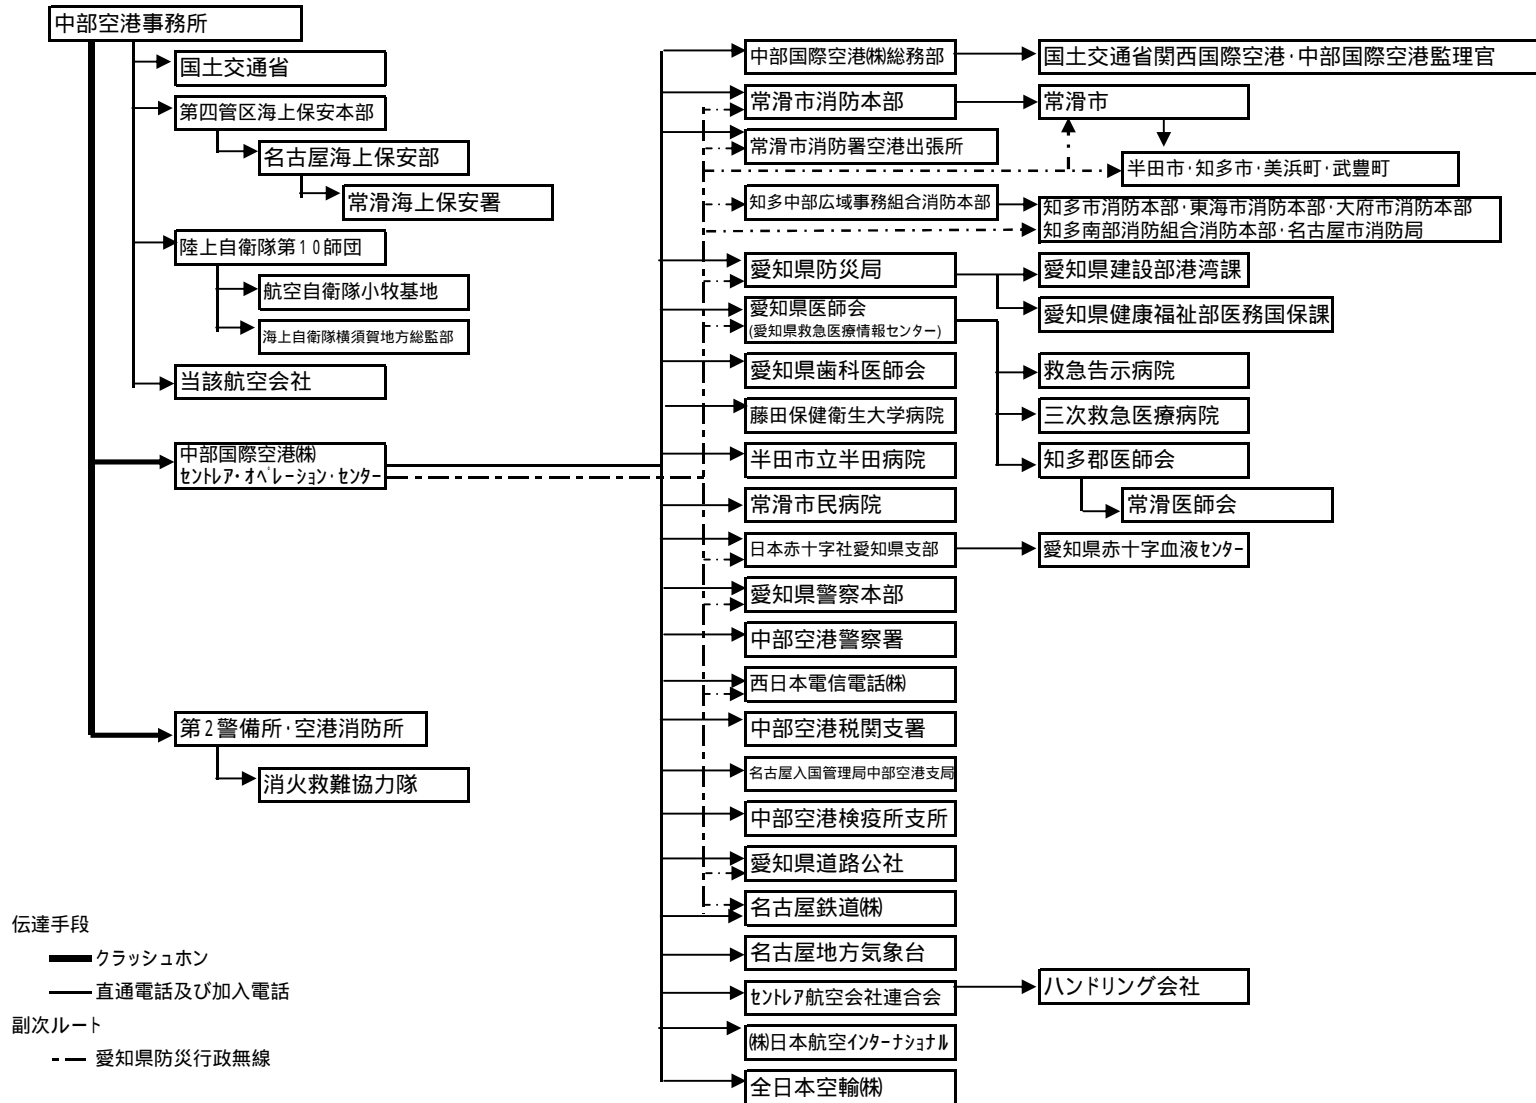 中部空港事務所
国土交通省
第四管区海上保安本部
名古屋海上保安部
常滑海上保安署
陸上自衛隊第10師団
航空自衛隊小牧基地
海上自衛隊横須賀地方総監部
当該航空会社
中部国際空港㈱
ｾﾝﾄﾚｱ・ｵﾍﾟﾚｰｼｮﾝ・ｾﾝﾀｰ
第2警備所・空港消防所
消火救難協力隊
中部国際空港㈱総務部
国土交通省関西国際空港・中部国際空港監理官
常滑市消防本部
常滑市
常滑市消防署空港出張所
半田市・知多市・美浜町・武豊町
知多中部広域事務組合消防本部
知多市消防本部・東海市消防本部・大府市消防本部
知多南部消防組合消防本部・名古屋市消防局
愛知県防災局
愛知県建設部港湾課
愛知県健康福祉部医務国保課
愛知県医師会
(愛知県救急医療情報センター)
愛知県歯科医師会
救急告示病院
藤田保健衛生大学病院
三次救急医療病院
半田市立半田病院
知多郡医師会
常滑市民病院
常滑医師会
日本赤十字社愛知県支部
愛知県赤十字血液ｾﾝﾀｰ
愛知県警察本部
中部空港警察署
西日本電信電話㈱
中部空港税関支署
名古屋入国管理局中部空港支局
中部空港検疫所支所
愛知県道路公社
名古屋鉄道㈱
名古屋地方気象台
ｾﾝﾄﾚｱ航空会社連合会
ハンドリング会社
㈱日本航空ｲﾝﾀｰﾅｼｮﾅﾙ
全日本空輸㈱
伝達手段
クラッシュホン
直通電話及び加入電話
副次ルート
愛知県防災行政無線